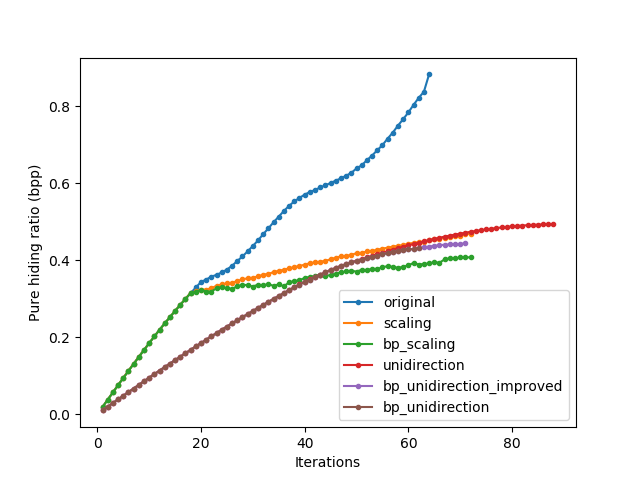 Pure hiding ratio (bpp)
0.8
0.6
0.4
0.2
0.0
original
scaling
bp_scaling
unidirection
bp_unidirection_improved
bp_unidirection
0 20 40 60 80
Iterations